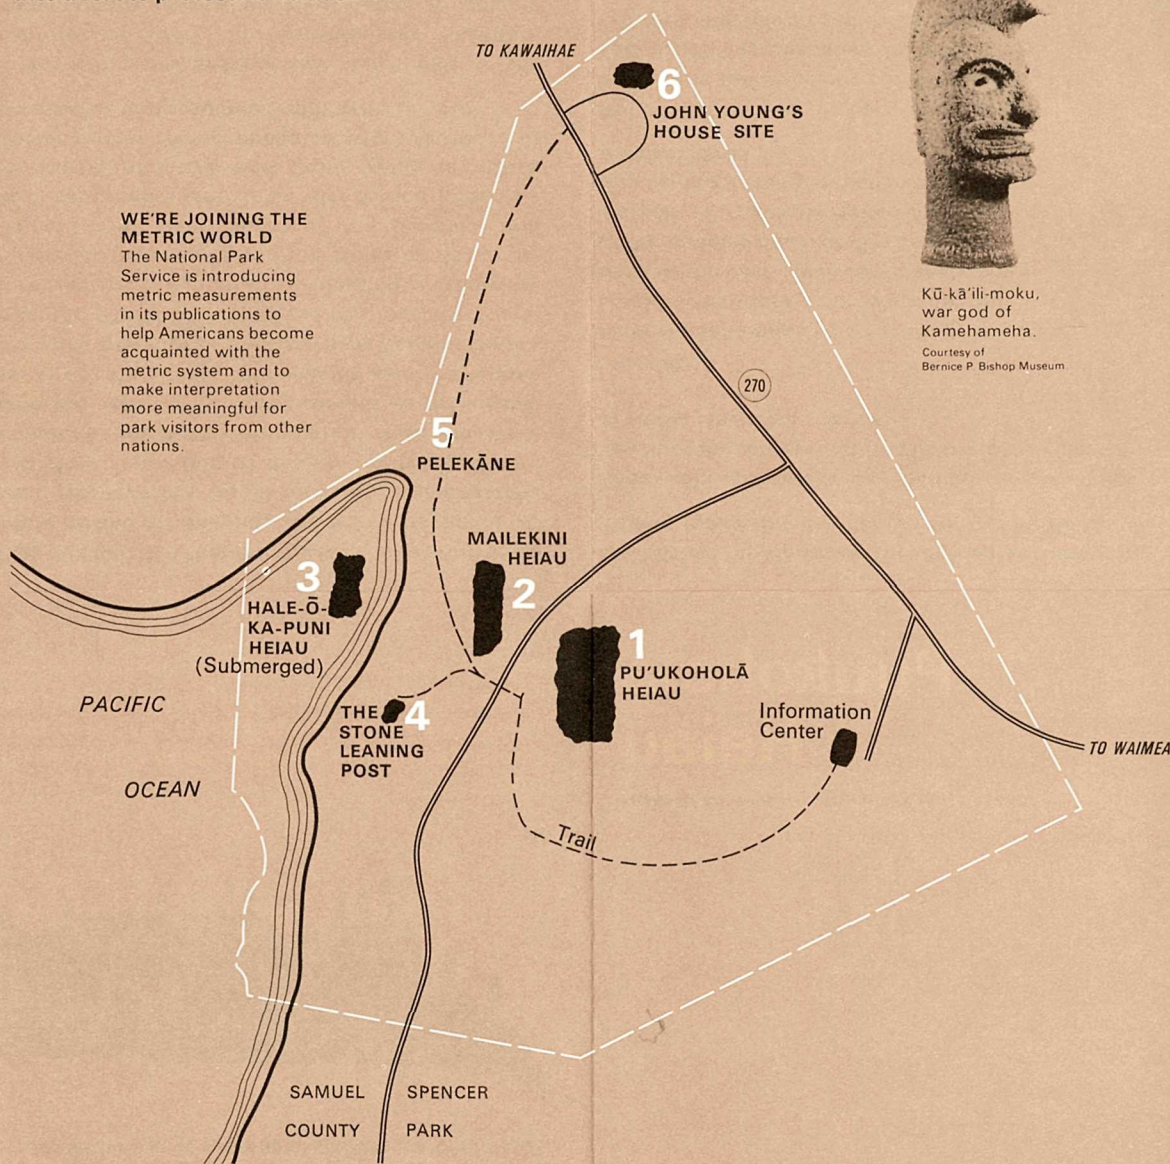 TO KAWAIHAE
6
JOHN YOUNG'S
HOUSE SITE
WE'RE JOINING THE
METRIC WORLD
The National Park
Service is introducing
metric measurements
in its publications to
help Americans become
acquainted with the
metric system and to
make interpretation
more meaningful for
park visitors from other
nations.
Kū-kā'ili-moku,
war god of
Kamehameha.
Courtesy of
Bernice P. Bishop Museum.
270
5
PELEKĀNE
MAILEKINI
HEIAU
2
3
HALE-Ō-
KA-PUNI
HEIAU
(Submerged)
1
PU'UKOHOLĀ
HEIAU
PACIFIC
OCEAN
4
THE
STONE
LEANING
POST
Information
Center
TO WAIMEA
Trail
SAMUEL SPENCER
COUNTY PARK